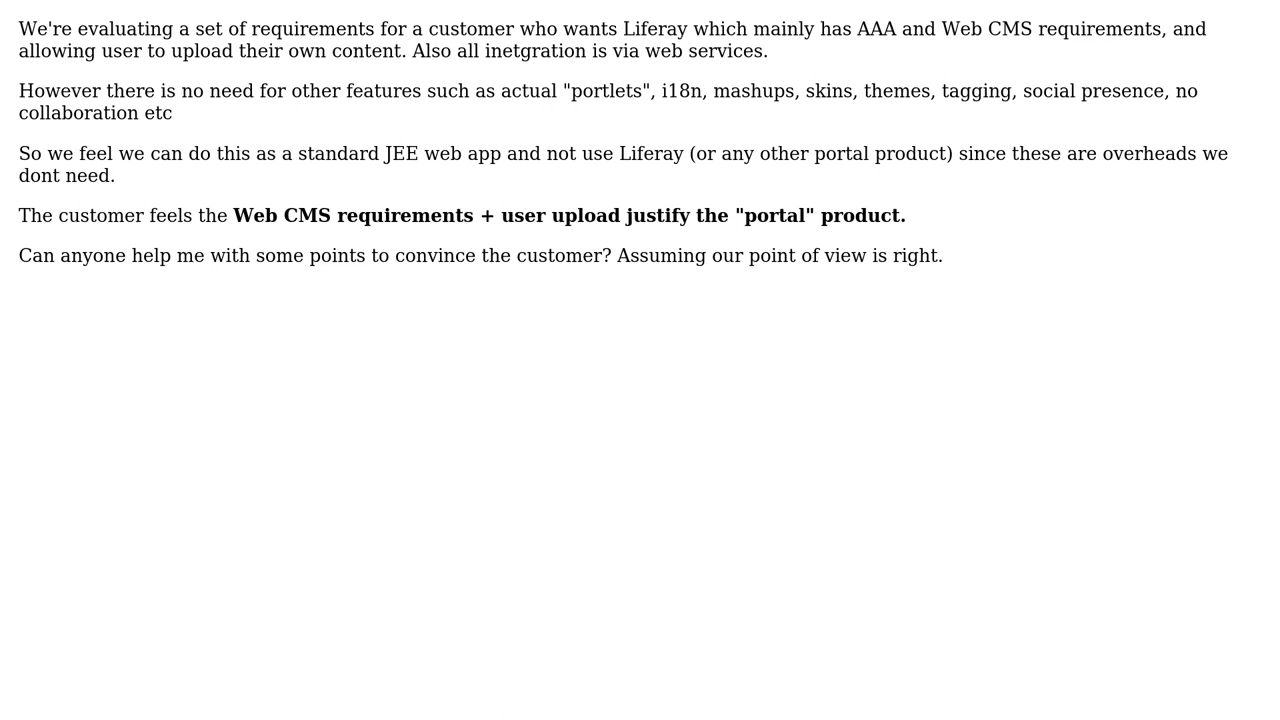 We're evaluating a set of requirements for a customer who wants Liferay which mainly has AAA and Web CMS requirements, and
allowing user to upload their own content. Also all inetgration is via web services.
However there is no need for other features such as actual "portlets", i18n, mashups, skins, themes, tagging, social presence, no
collaboration etc
So we feel we can do this as a standard JEE web app and not use Liferay (or any other portal product) since these are overheads we
dont need.
The customer feels the Web CMS requirements + user upload justify the "portal" product.
Can anyone help me with some points to convince the customer? Assuming our point of view is right.